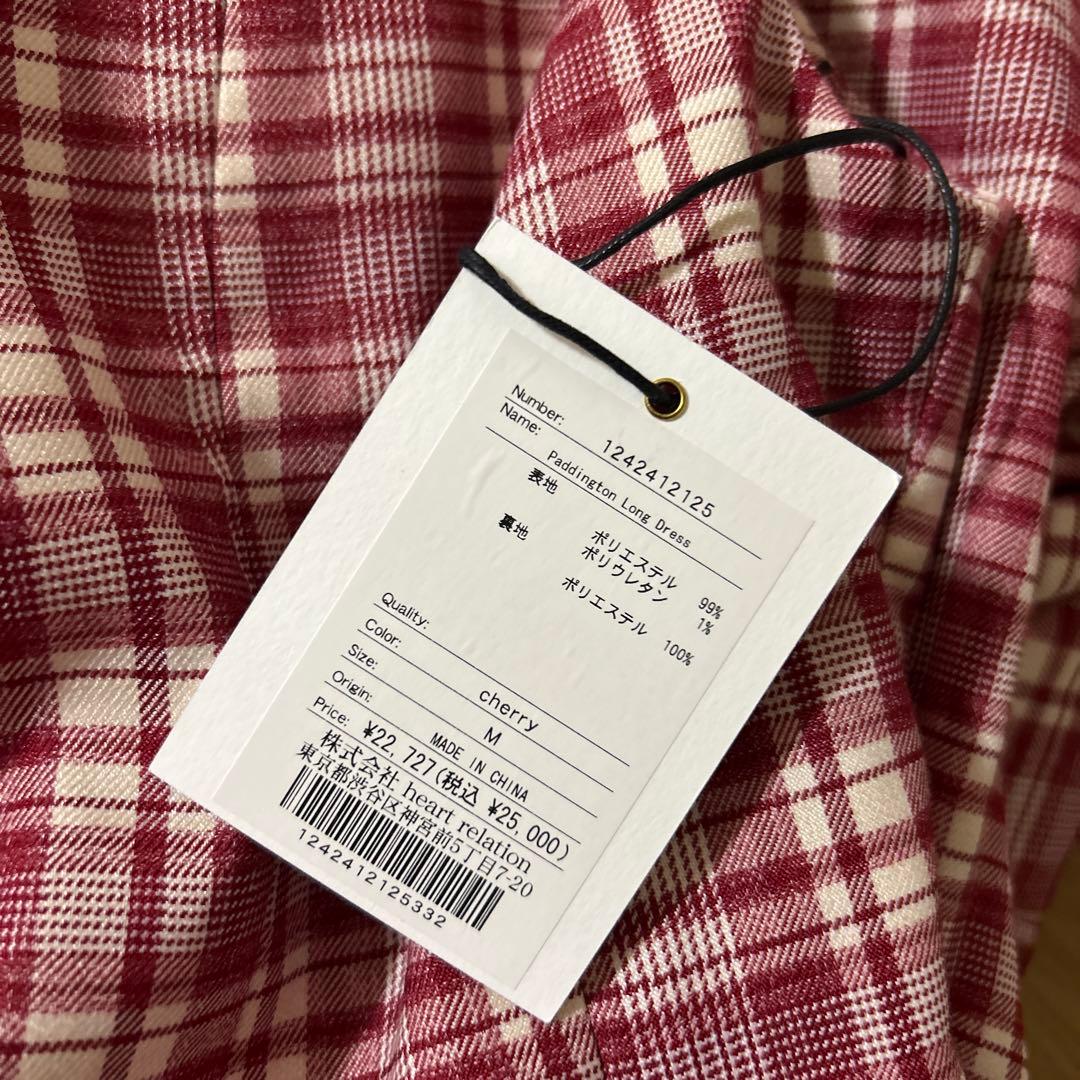 Number: 1242412125
Name: Paddington Long Dress
表地 ポリエステル 99%
ポリウレタン 1%
裏地 ポリエステル 100%
Quality:
Color: cherry
Size: M
Origin: MADE IN CHINA
Price: ¥22,727(税込 ¥25,000)
株式会社 heart relation
東京都渋谷区神宮前5丁目7-20
1242412125332